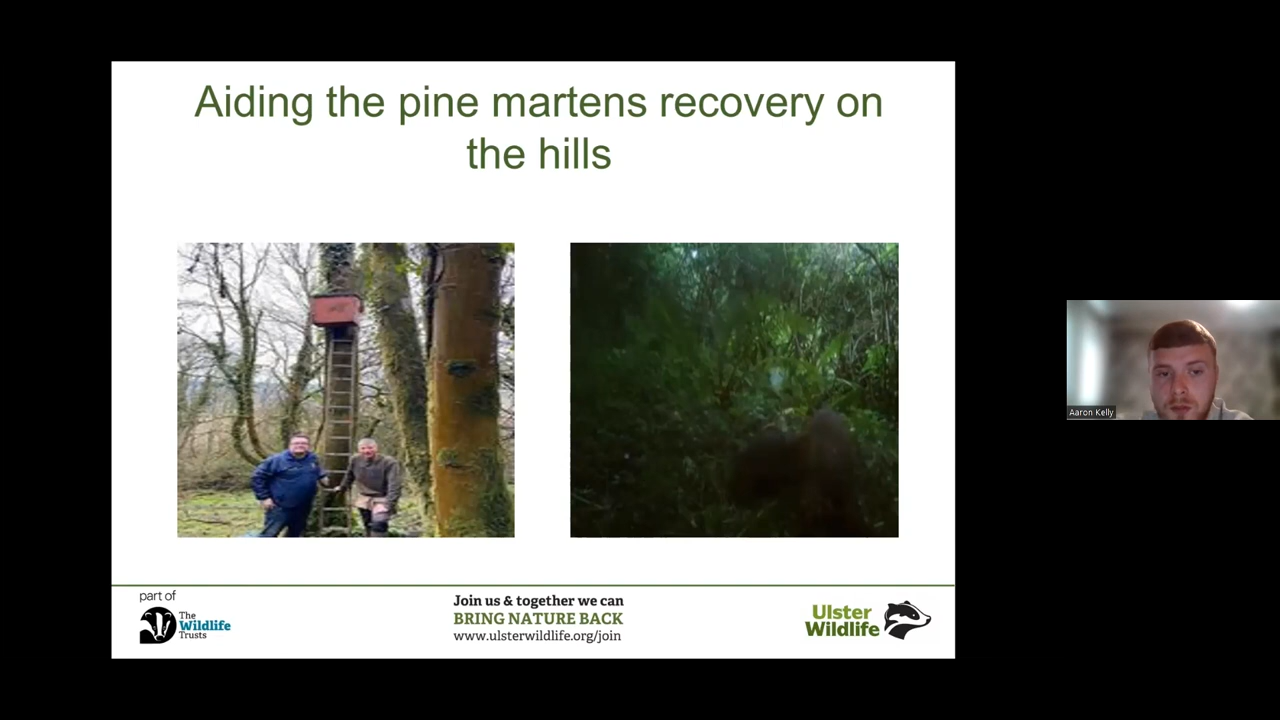 Aiding the pine martens recovery on
the hills
part of
The
Wildlife
Trusts
Join us & together we can
BRING NATURE BACK
www.ulsterwildlife.org/join
Ulster
Wildlife
Aaron Kelly